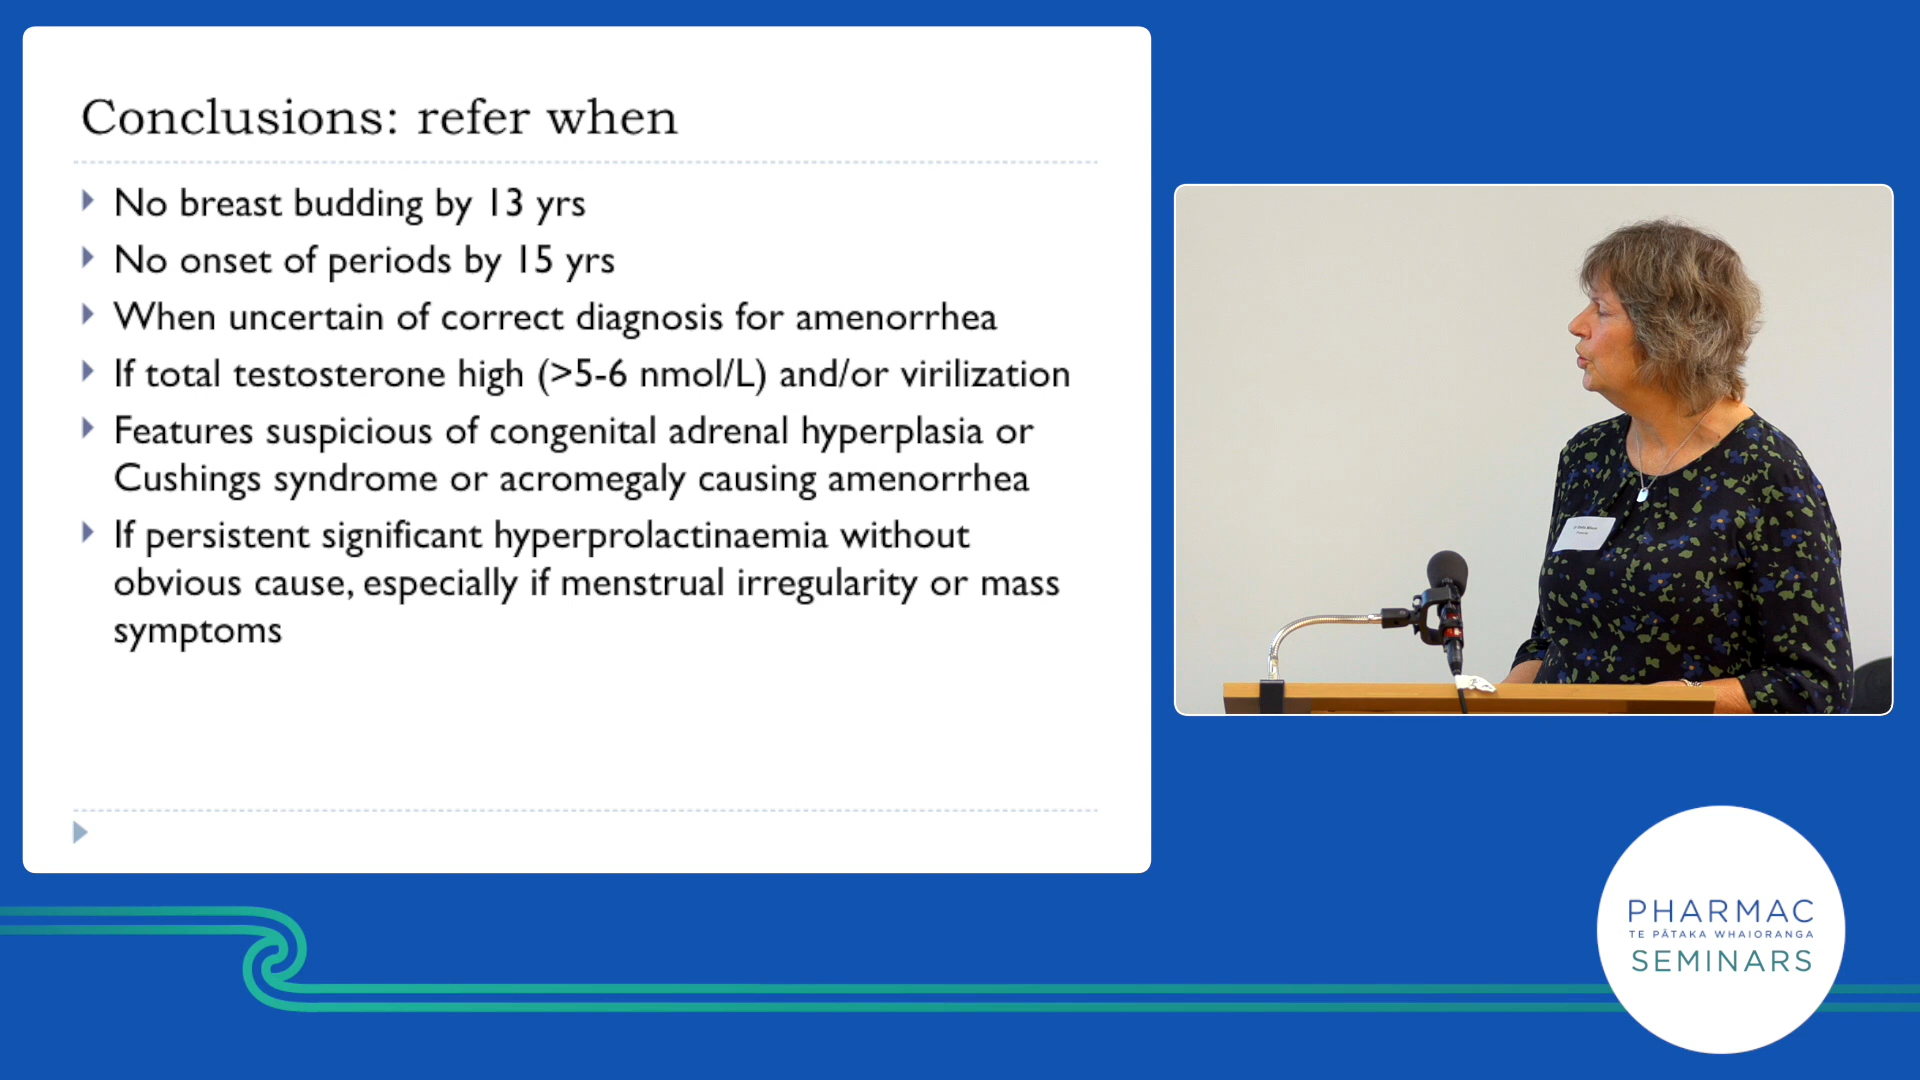 Conclusions: refer when
No breast budding by 13 yrs
No onset of periods by 15 yrs
When uncertain of correct diagnosis for amenorrhea
If total testosterone high (>5-6 nmol/L) and/or virilization
Features suspicious of congenital adrenal hyperplasia or
Cushings syndrome or acromegaly causing amenorrhea
If persistent significant hyperprolactinaemia without
obvious cause, especially if menstrual irregularity or mass
symptoms
PHARMAC
TE PĀTAKA WHAIORANGA
SEMINARS